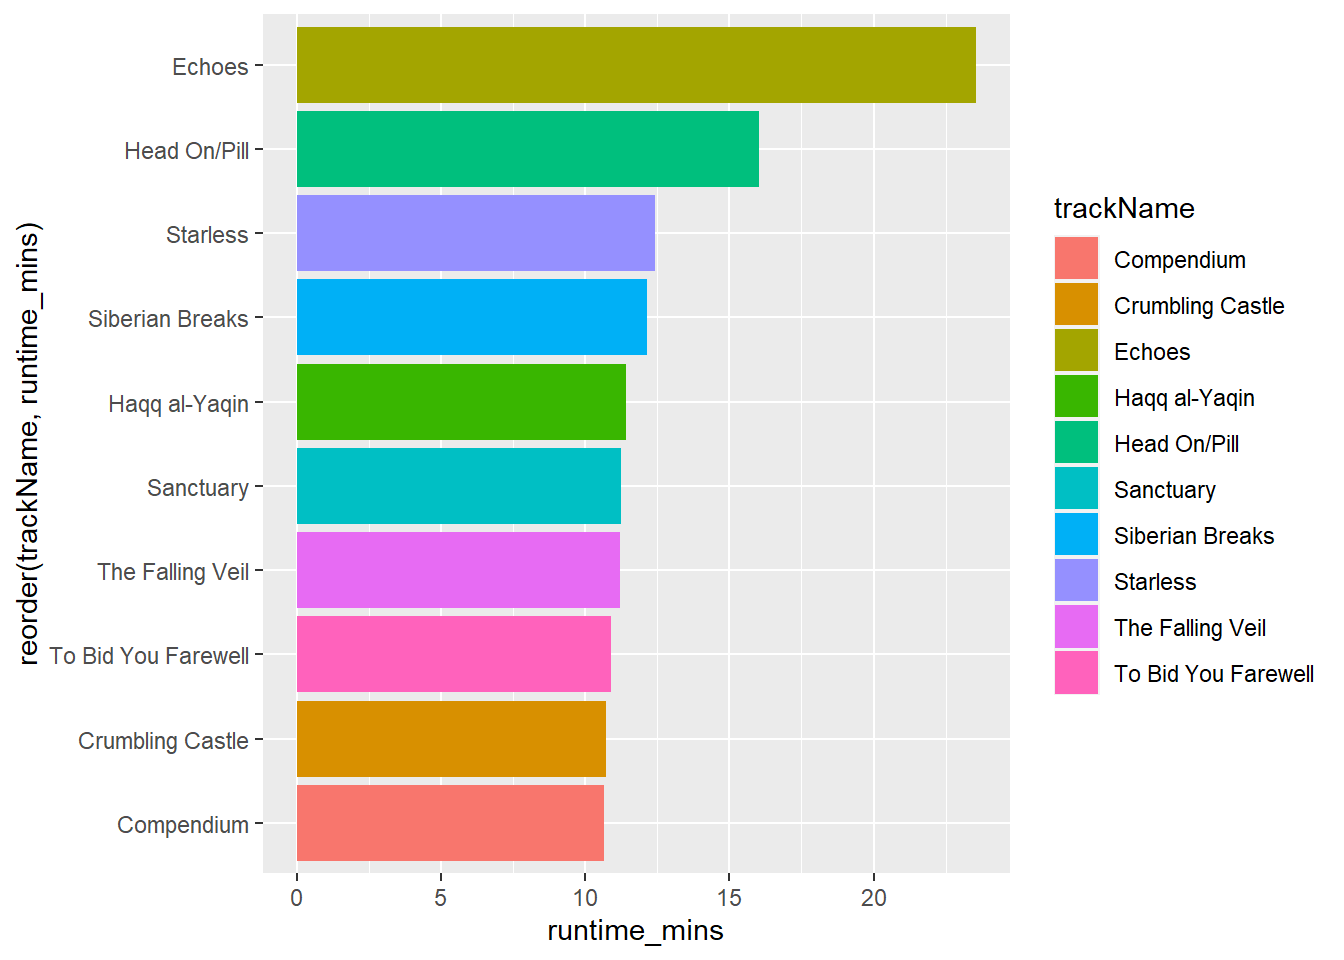 reorder(trackName, runtime_mins)
Echoes
Head On/Pill
Starless
Siberian Breaks
Haqq al-Yaqin
Sanctuary
The Falling Veil
To Bid You Farewell
Crumbling Castle
Compendium
0 5 10 15 20
runtime_mins
trackName
Compendium
Crumbling Castle
Echoes
Haqq al-Yaqin
Head On/Pill
Sanctuary
Siberian Breaks
Starless
The Falling Veil
To Bid You Farewell